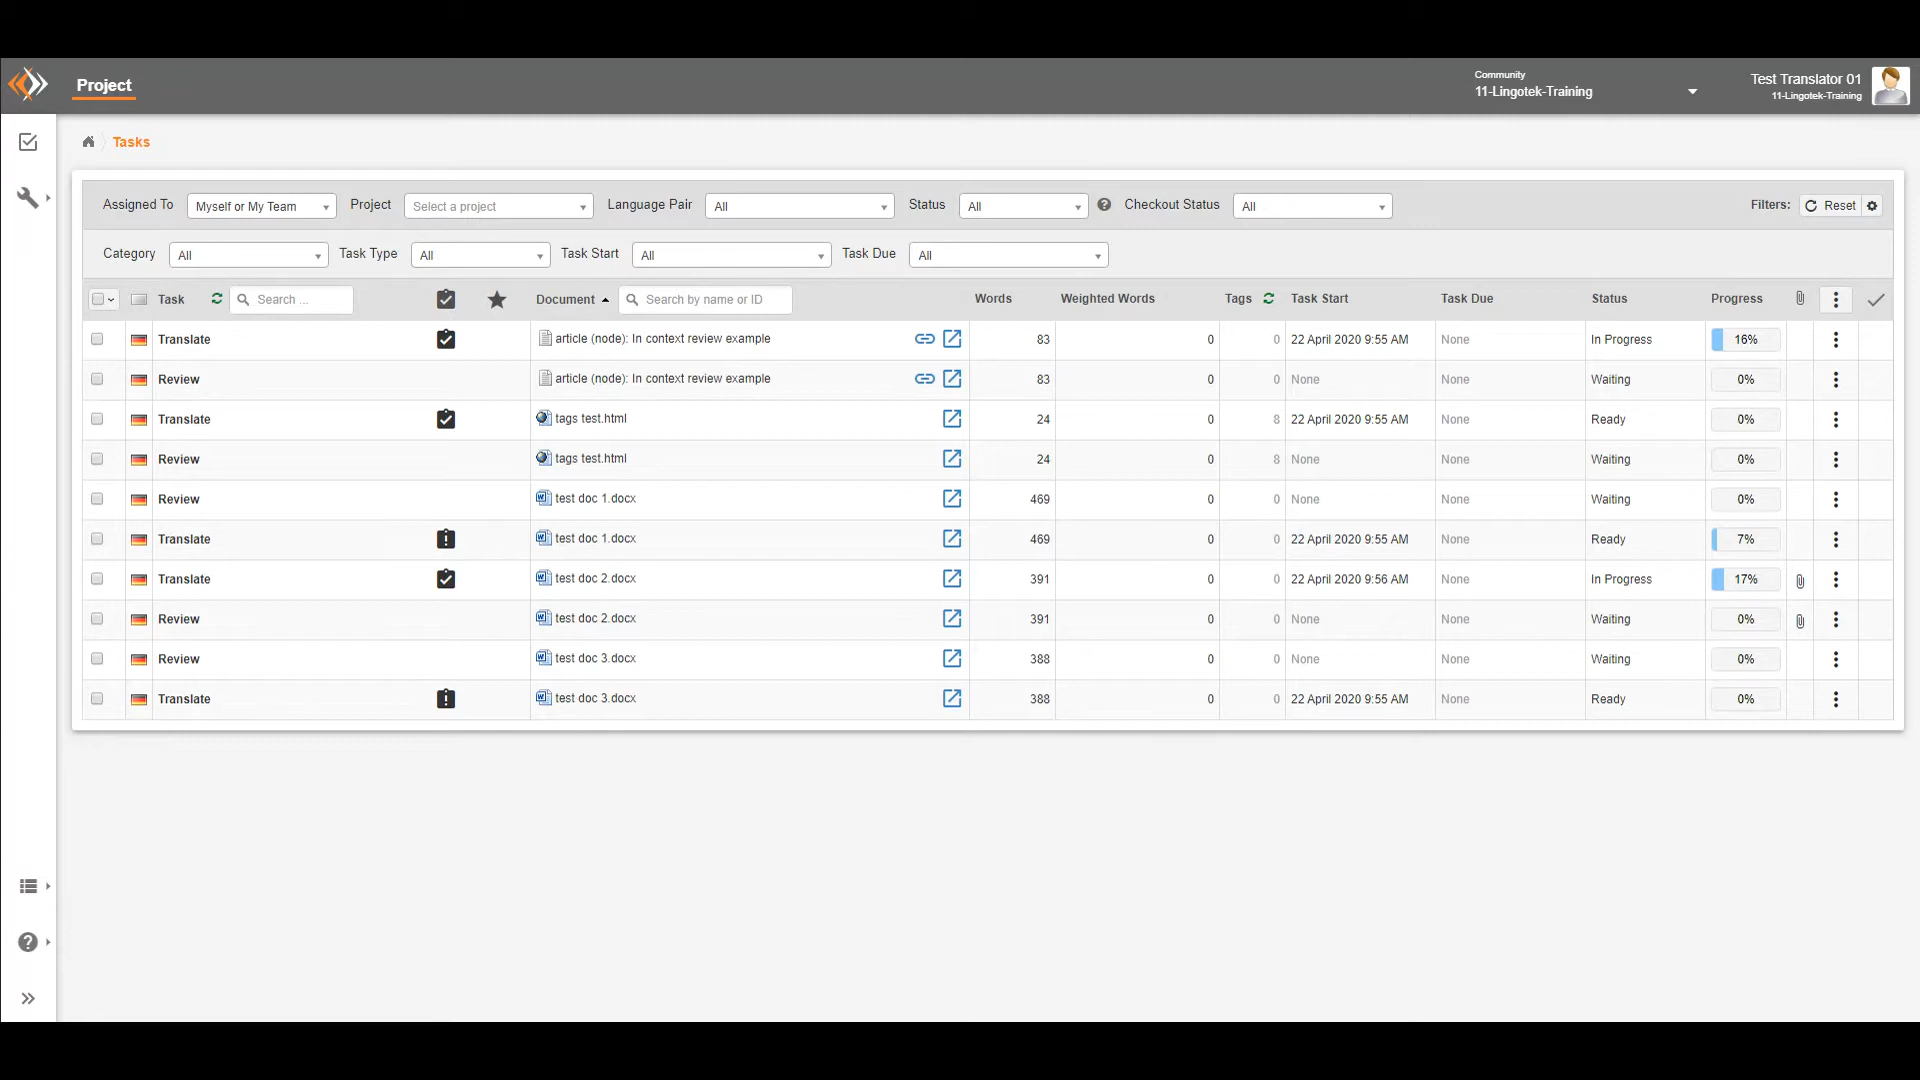 Project
Community
11-Lingotek-Training
Test Translator 01
11-Lingotek-Training
Tasks
Assigned To Myself or My Team Project Select a project Language Pair All Status All Checkout Status All Filters: Reset
Category All Task Type All Task Start All Task Due All
Task Search ... Document Search by name or ID Words Weighted Words Tags Task Start Task Due Status Progress
Translate article (node): In context review example 83 0 0 22 April 2020 9:55 AM None In Progress 16%
Review article (node): In context review example 83 0 0 None None Waiting 0%
Translate tags test.html 24 0 8 22 April 2020 9:55 AM None Ready 0%
Review tags test.html 24 0 8 None None Waiting 0%
Review test doc 1.docx 469 0 0 None None Waiting 0%
Translate test doc 1.docx 469 0 0 22 April 2020 9:55 AM None Ready 7%
Translate test doc 2.docx 391 0 0 22 April 2020 9:56 AM None In Progress 17%
Review test doc 2.docx 391 0 0 None None Waiting 0%
Review test doc 3.docx 388 0 0 None None Waiting 0%
Translate test doc 3.docx 388 0 0 22 April 2020 9:55 AM None Ready 0%